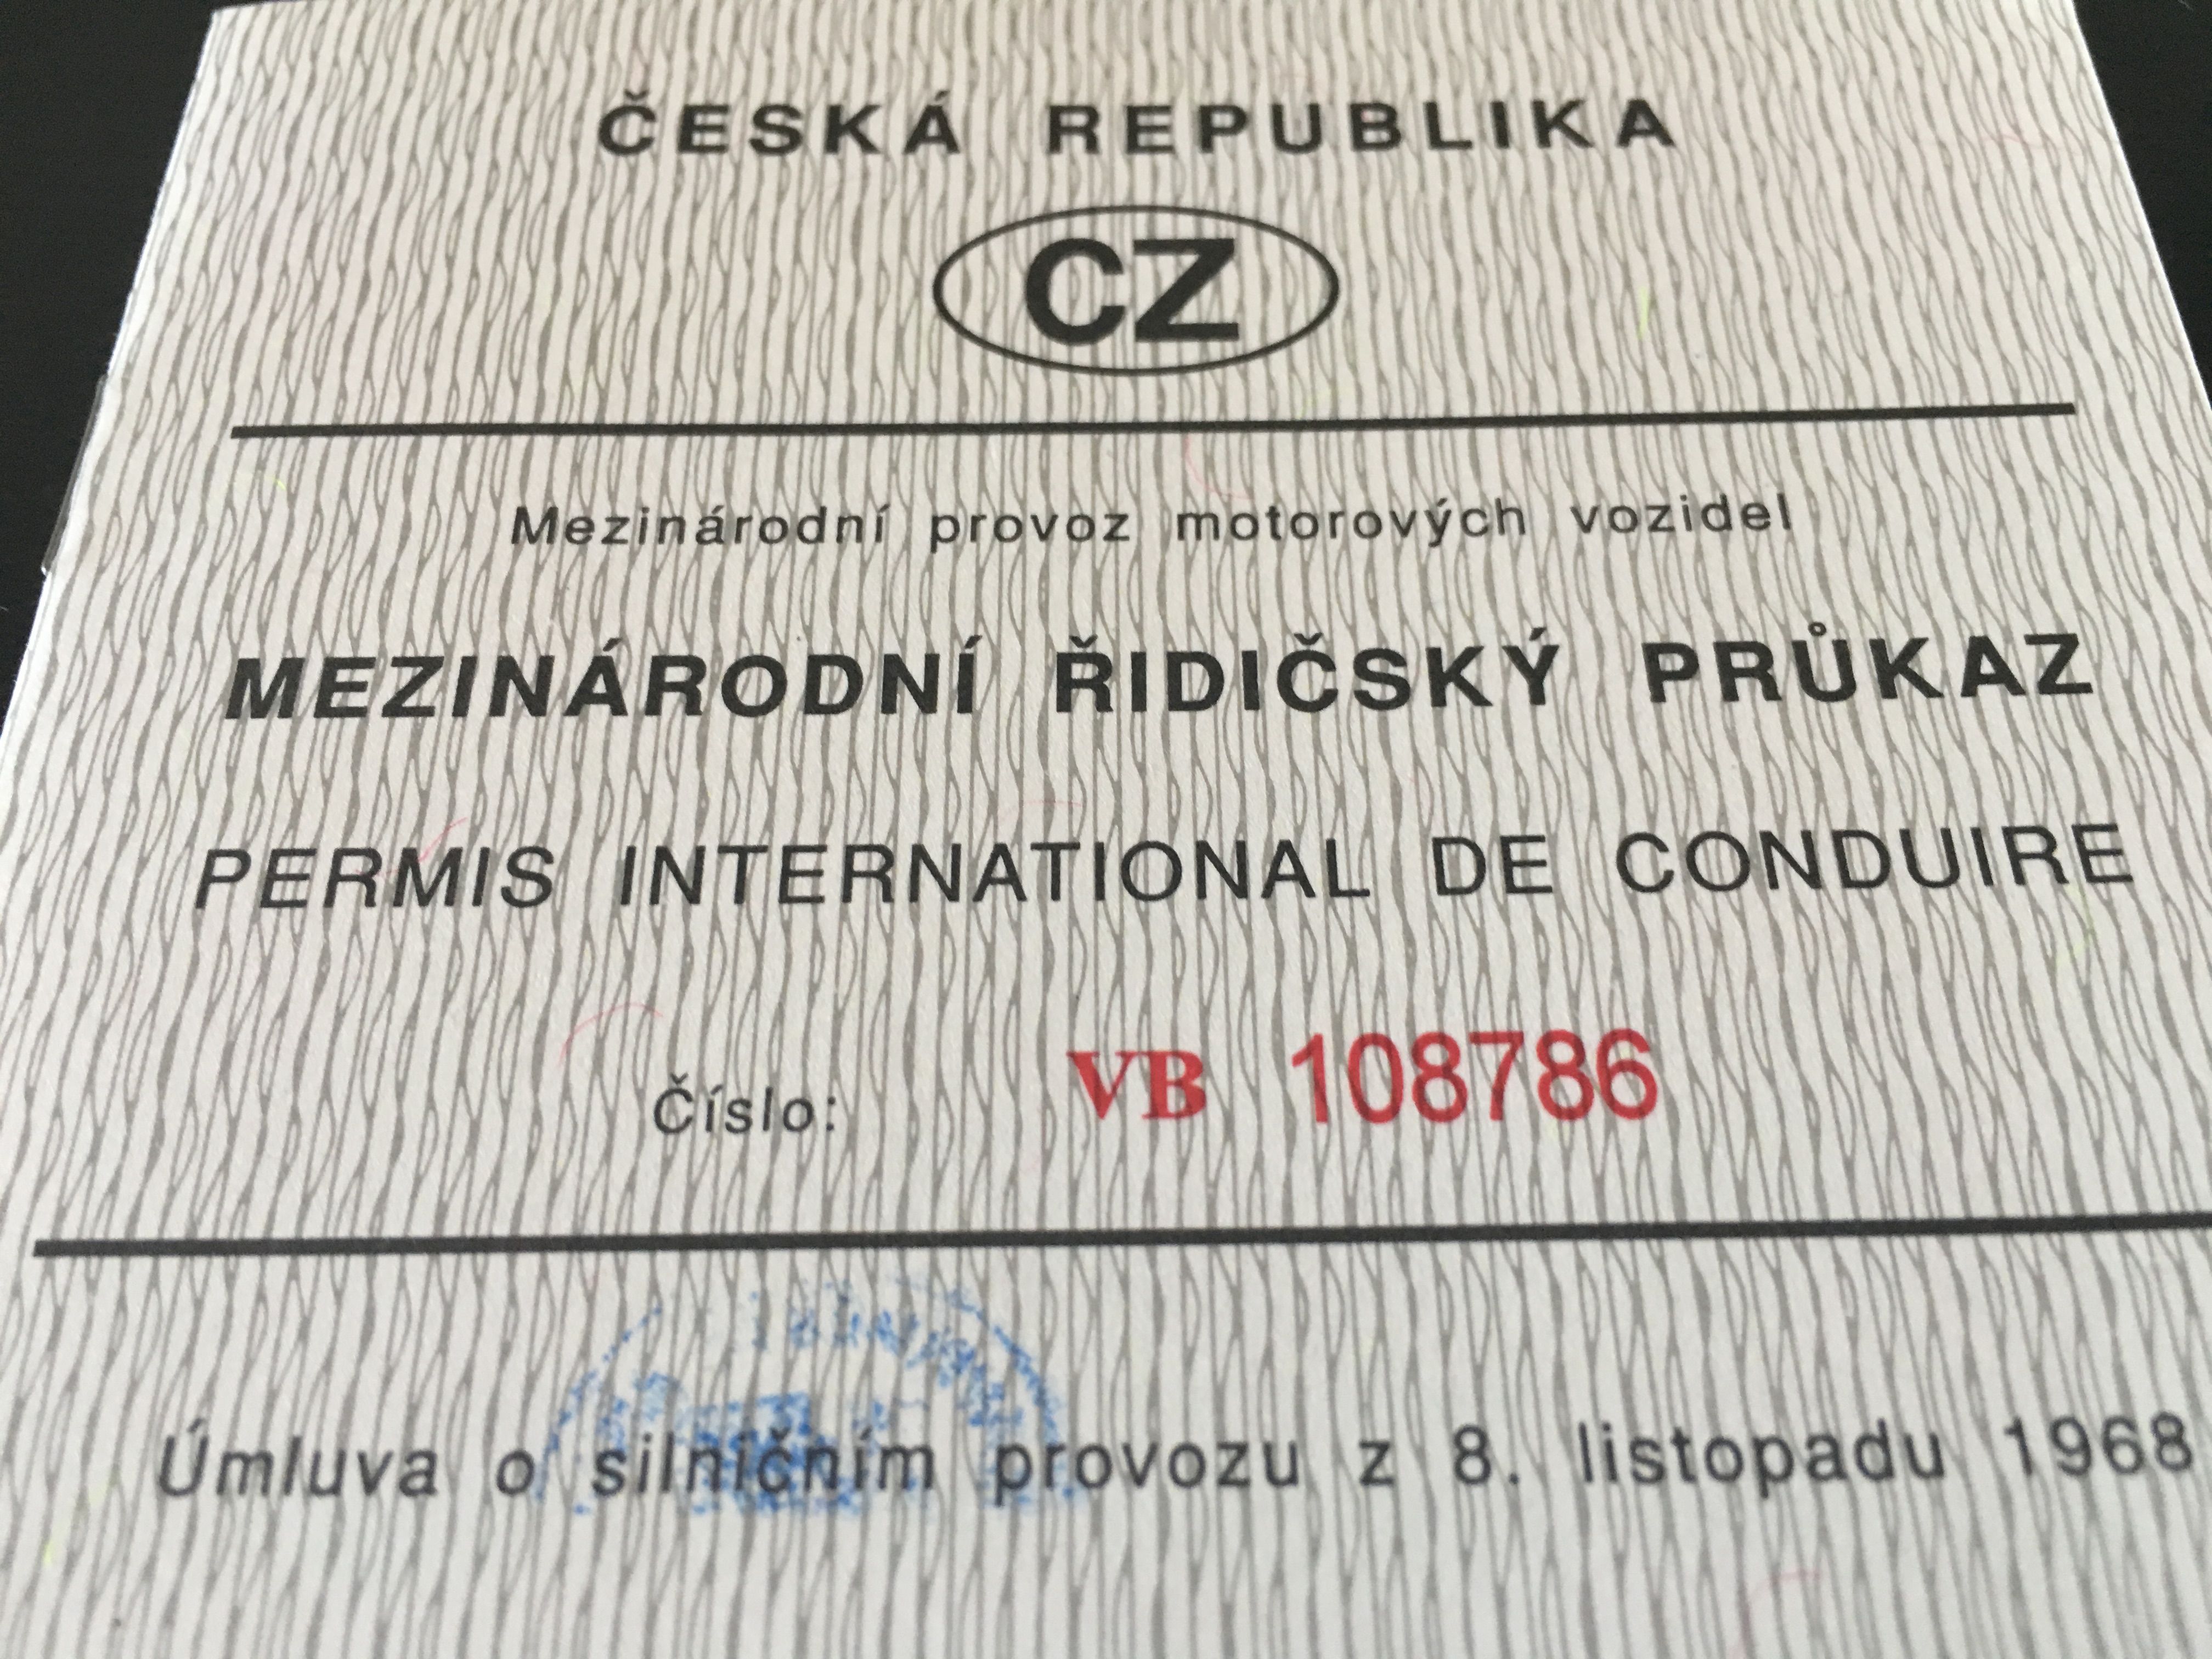 ČESKÁ REPUBLIKA
CZ
Mezinárodní provoz motorových vozidel
MEZINÁRODNÍ ŘIDIČSKÝ PRŮKAZ
PERMIS INTERNATIONAL DE CONDUIRE
Číslo: VB 108786
Úmluva o silničním provozu z 8. listopadu 1968